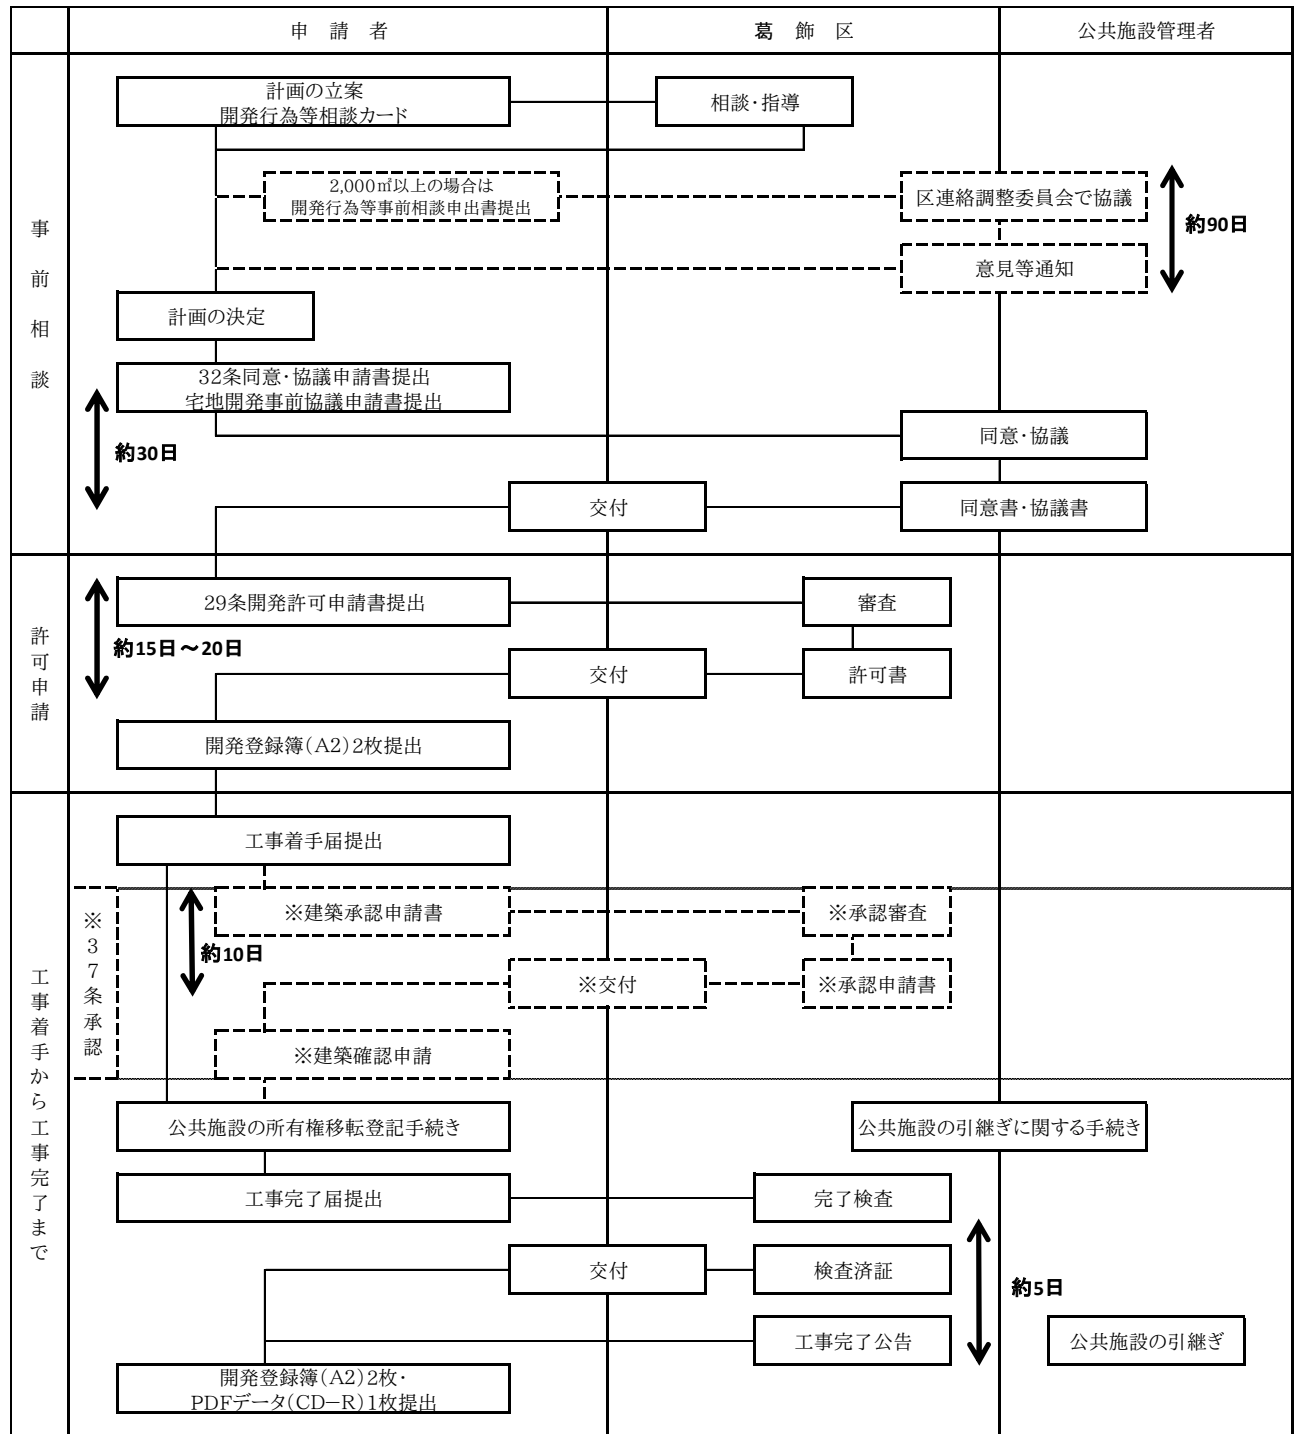 申　請　者
葛　飾　区
公共施設管理者
事前相談
計画の立案
開発行為等相談カード
相談・指導
2,000㎡以上の場合は
開発行為等事前相談申出書提出
区連絡調整委員会で協議
約90日
意見等通知
計画の決定
32条同意・協議申請書提出
宅地開発事前協議申請書提出
約30日
同意・協議
交付
同意書・協議書
許可申請
29条開発許可申請書提出
審査
約15日～20日
交付
許可書
開発登録簿（A2）2枚提出
工事着手から工事完了まで
工事着手届提出
※37条承認
※建築承認申請書
※承認審査
約10日
※交付
※承認申請書
※建築確認申請
公共施設の所有権移転登記手続き
公共施設の引継ぎに関する手続き
工事完了届提出
完了検査
交付
検査済証
約5日
工事完了公告
公共施設の引継ぎ
開発登録簿（A2）2枚・
PDFデータ（CD－R）1枚提出